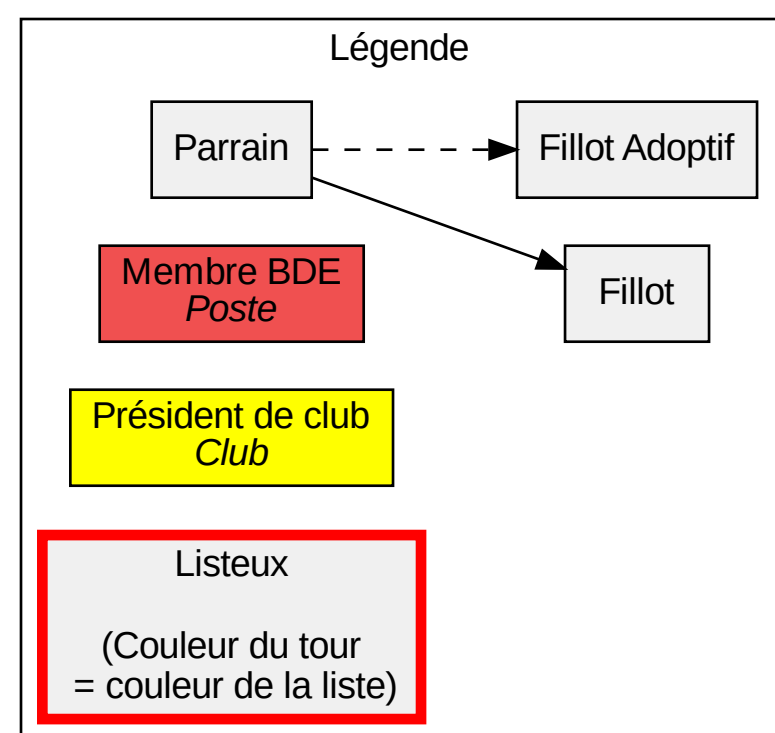 Légende
Parrain
Fillot Adoptif
Membre BDE
Poste
Fillot
Président de club
Club
Listeux
(Couleur du tour
= couleur de la liste)